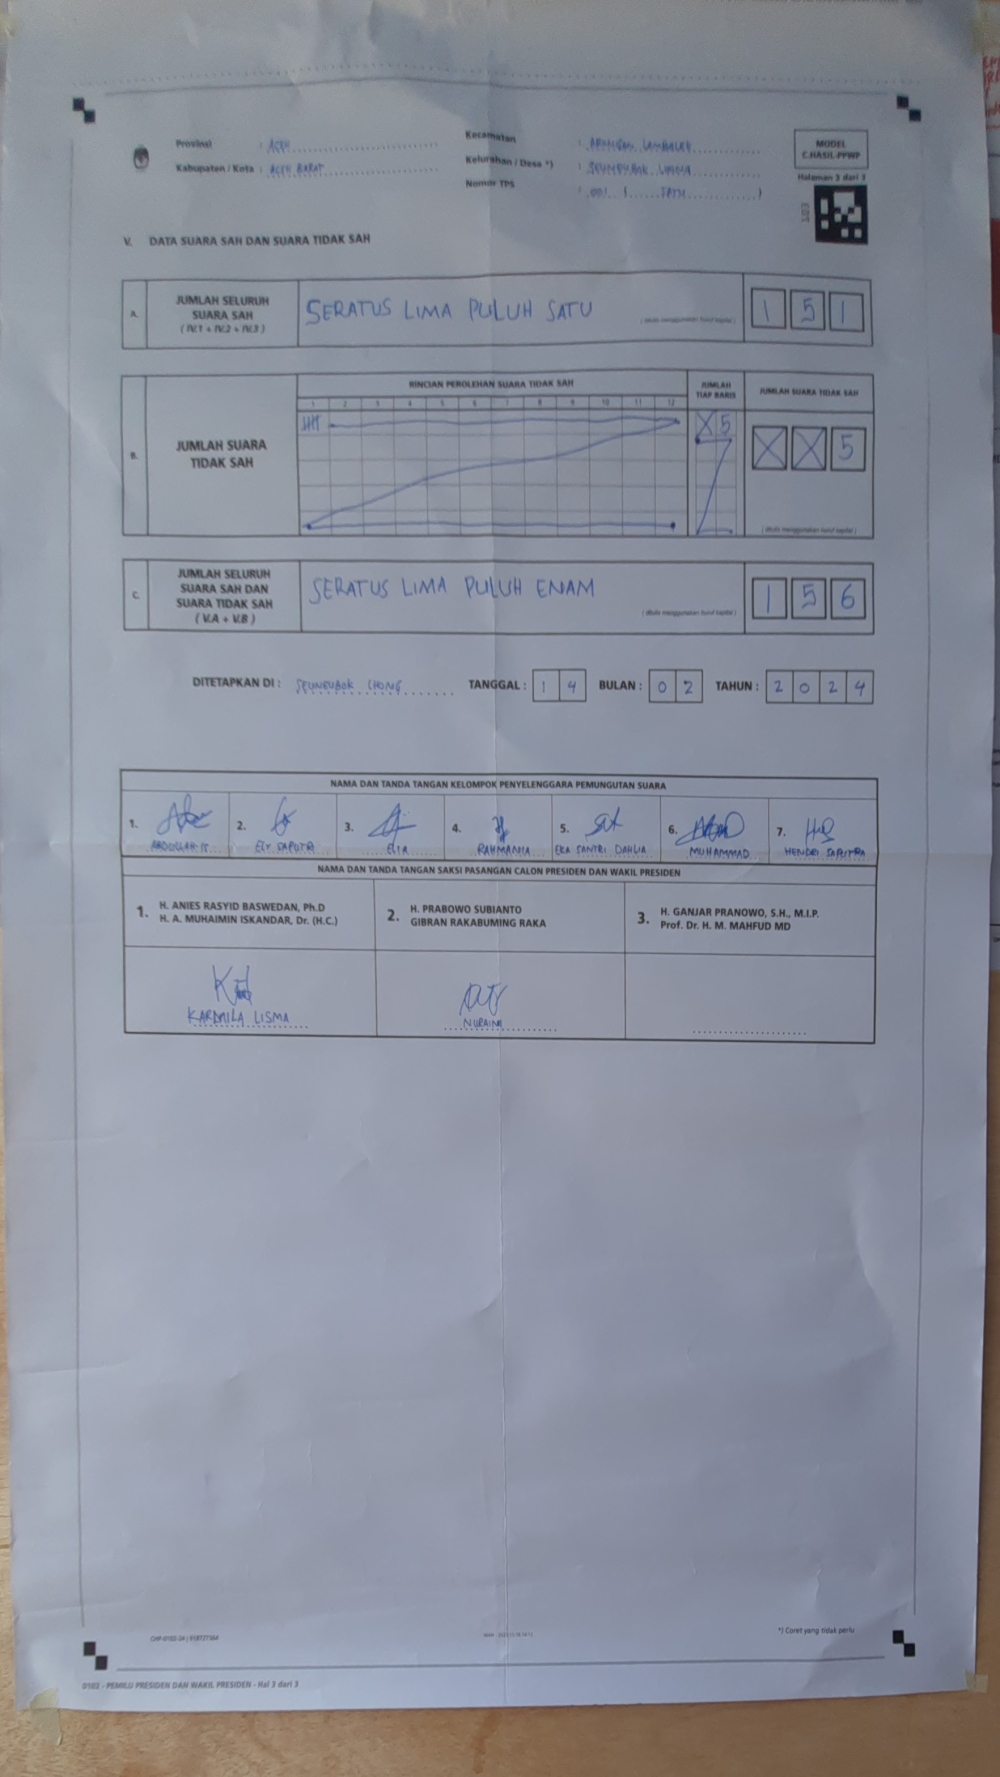 Provinsi : ACEH
Kabupaten / Kota : ACEH BARAT
Kecamatan : ARONGAN LAMBALEK
Kelurahan / Desa *) : SEUNEUBOK
Nomor TPS : 001 ( SATU )
MODEL
C.HASIL-PPWP
Halaman 3 dari 3
V. DATA SUARA SAH DAN SUARA TIDAK SAH
A. JUMLAH SELURUH SUARA SAH ( IV.1 + IV.2 + IV.3 ) SERATUS LIMA PULUH SATU ( ditulis menggunakan huruf kapital ) 1 5 1
RINCIAN PEROLEHAN SUARA TIDAK SAH JUMLAH TIAP BARIS JUMLAH SUARA TIDAK SAH
1 2 3 4 5 6 7 8 9 10 11 12
B. JUMLAH SUARA TIDAK SAH X 5 X X 5
( ditulis menggunakan huruf kapital )
C. JUMLAH SELURUH SUARA SAH DAN SUARA TIDAK SAH ( V.A + V.B ) SERATUS LIMA PULUH ENAM ( ditulis menggunakan huruf kapital ) 1 5 6
DITETAPKAN DI : SEUNEUBOK LHONG TANGGAL : 1 4 BULAN : 0 2 TAHUN : 2 0 2 4
NAMA DAN TANDA TANGAN KELOMPOK PENYELENGGARA PEMUNGUTAN SUARA
1. 2. 3. 4. 5. 6. 7.
ABDULLAH IS SAPUTRA ELIA RAHMANIA EKA SANTRI DAHLIA MUHAMMAD HENDRI SAPUTRA
NAMA DAN TANDA TANGAN SAKSI PASANGAN CALON PRESIDEN DAN WAKIL PRESIDEN
1. H. ANIES RASYID BASWEDAN, Ph.D
H. A. MUHAIMIN ISKANDAR, Dr. (H.C.)
2. H. PRABOWO SUBIANTO
GIBRAN RAKABUMING RAKA
3. H. GANJAR PRANOWO, S.H., M.I.P.
Prof. Dr. H. M. MAHFUD MD
KARMILA LISMA
NURAINI
*) Coret yang tidak perlu
0102 - PEMILU PRESIDEN DAN WAKIL PRESIDEN - Hal 3 dari 3